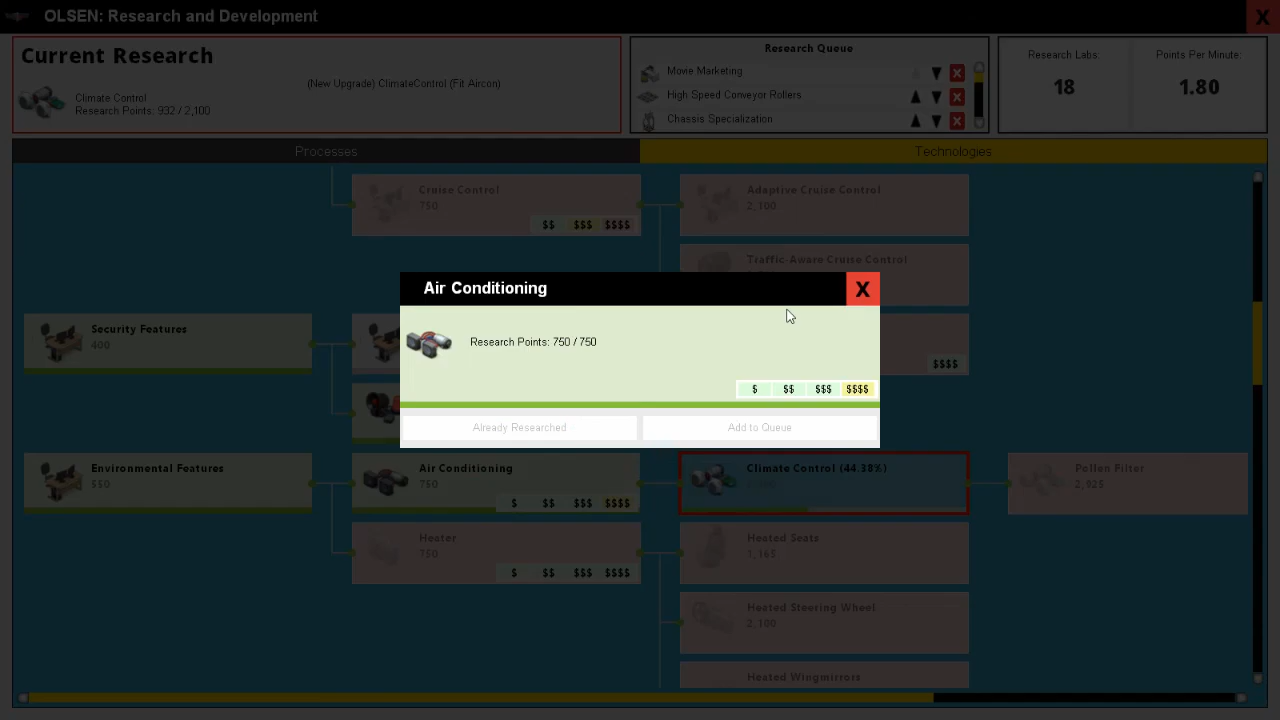 OLSEN: Research and Development
X
Current Research
(New Upgrade) ClimateControl (Fit Aircon)
Climate Control
Research Points: 932 / 2,100
Research Queue
Movie Marketing
High Speed Conveyor Rollers
Chassis Specialization
Research Labs:
18
Points Per Minute:
1.80
Processes
Technologies
Cruise Control
750
$$ $$$ $$$$
Adaptive Cruise Control
2,100
Traffic-Aware Cruise Control
Security Features
400
$$$$
Air Conditioning
X
Research Points: 750 / 750
$ $$ $$$ $$$$
Already Researched
Add to Queue
Environmental Features
550
Air Conditioning
750
$ $$ $$$ $$$$
Climate Control (44.38%)
Pollen Filter
2,925
Heater
750
$ $$ $$$ $$$$
Heated Seats
1,165
Heated Steering Wheel
2,100
Heated Wingmirrors